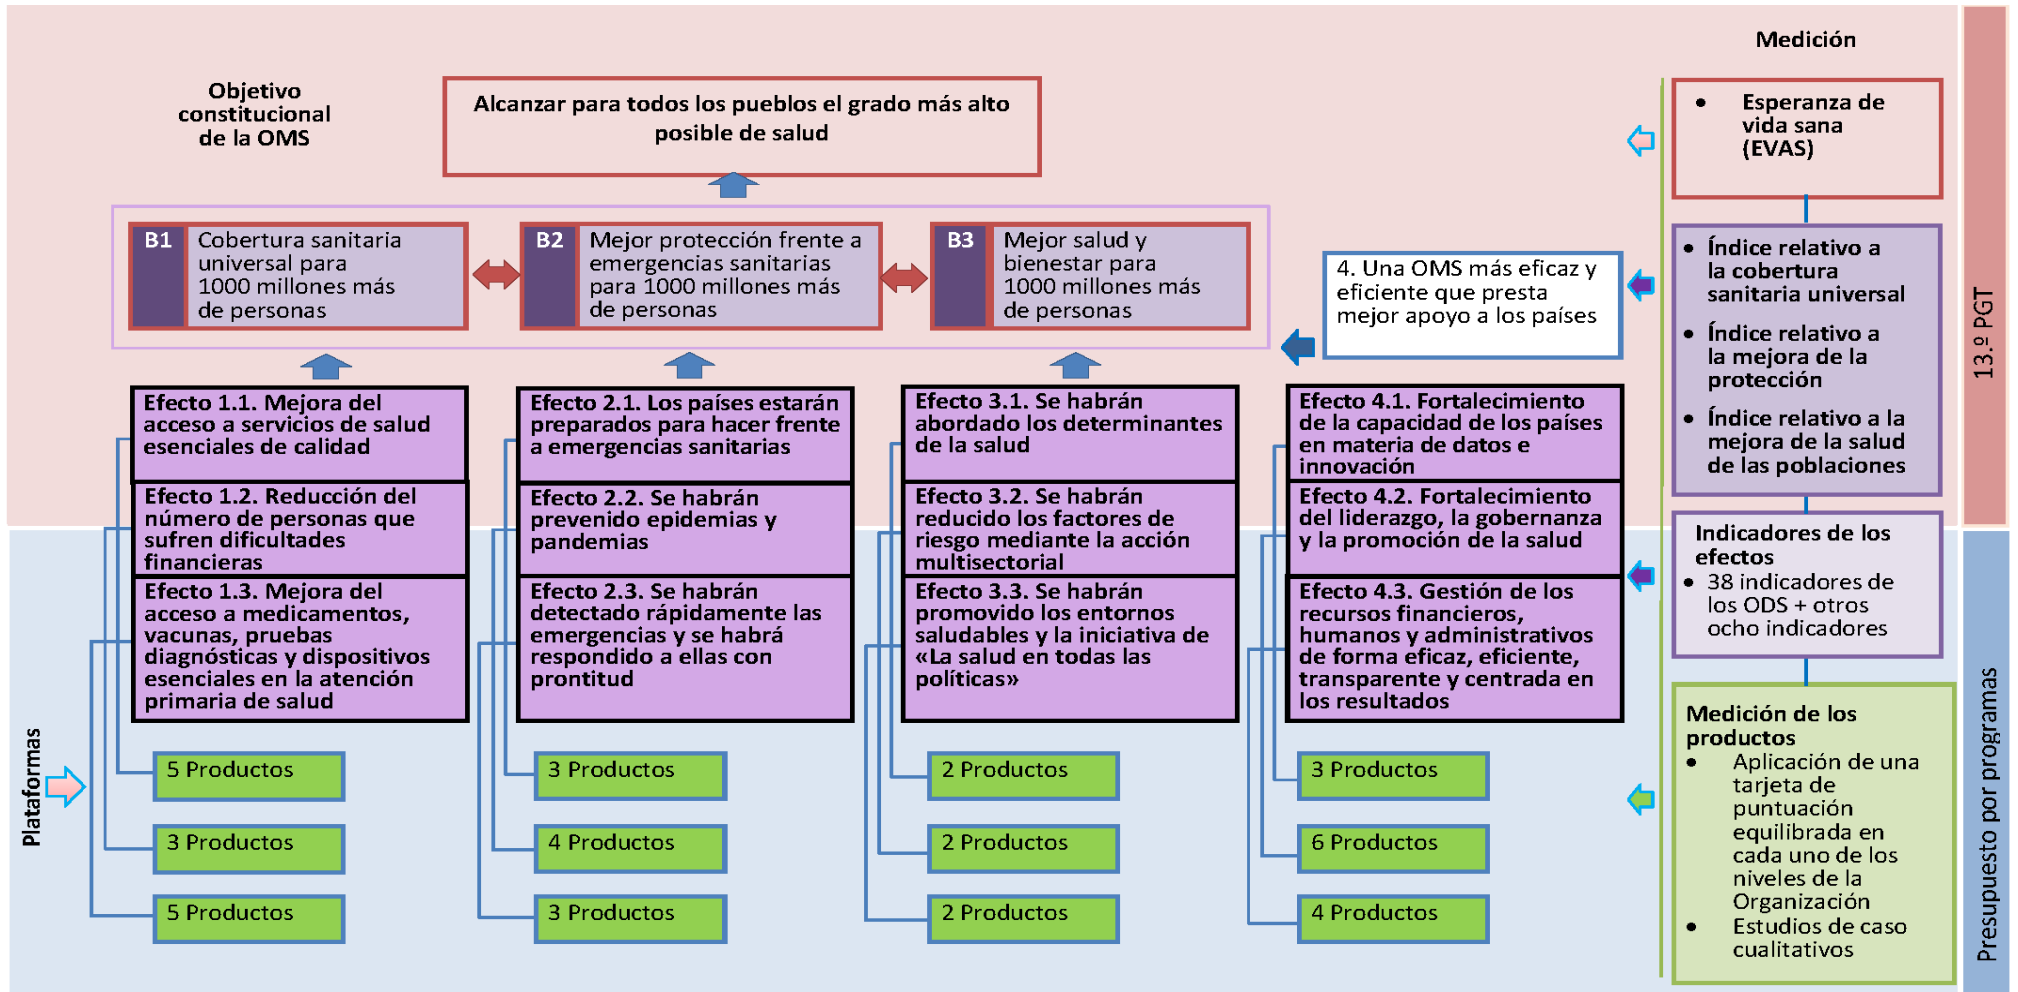 Objetivo
constitucional
de la OMS
Alcanzar para todos los pueblos el grado más alto
posible de salud
Medición
Esperanza de
vida sana
(EVAS)
B1
Cobertura sanitaria
universal para
1000 millones más
de personas
B2
Mejor protección frente a
emergencias sanitarias
para 1000 millones más
de personas
B3
Mejor salud y
bienestar para
1000 millones más
de personas
4. Una OMS más eficaz y
eficiente que presta
mejor apoyo a los países
Índice relativo a
la cobertura
sanitaria universal
Índice relativo a
la mejora de la
protección
Índice relativo a la
mejora de la salud
de las poblaciones
13.º PGT
Efecto 1.1. Mejora del
acceso a servicios de salud
esenciales de calidad
Efecto 1.2. Reducción del
número de personas que
sufren dificultades
financieras
Efecto 1.3. Mejora del
acceso a medicamentos,
vacunas, pruebas
diagnósticas y dispositivos
esenciales en la atención
primaria de salud
Efecto 2.1. Los países estarán
preparados para hacer frente
a emergencias sanitarias
Efecto 2.2. Se habrán
prevenido epidemias y
pandemias
Efecto 2.3. Se habrán
detectado rápidamente las
emergencias y se habrá
respondido a ellas con
prontitud
Efecto 3.1. Se habrán
abordado los determinantes
de la salud
Efecto 3.2. Se habrán
reducido los factores de
riesgo mediante la acción
multisectorial
Efecto 3.3. Se habrán
promovido los entornos
saludables y la iniciativa de
«La salud en todas las
políticas»
Efecto 4.1. Fortalecimiento
de la capacidad de los países
en materia de datos e
innovación
Efecto 4.2. Fortalecimiento
del liderazgo, la gobernanza
y la promoción de la salud
Efecto 4.3. Gestión de los
recursos financieros,
humanos y administrativos
de forma eficaz, eficiente,
transparente y centrada en
los resultados
Indicadores de los
efectos
38 indicadores de
los ODS + otros
ocho indicadores
Plataformas
5 Productos
3 Productos
5 Productos
3 Productos
4 Productos
3 Productos
2 Productos
2 Productos
2 Productos
3 Productos
6 Productos
4 Productos
Medición de los
productos
Aplicación de una
tarjeta de
puntuación
equilibrada en
cada uno de los
niveles de la
Organización
Estudios de caso
cualitativos
Presupuesto por programas